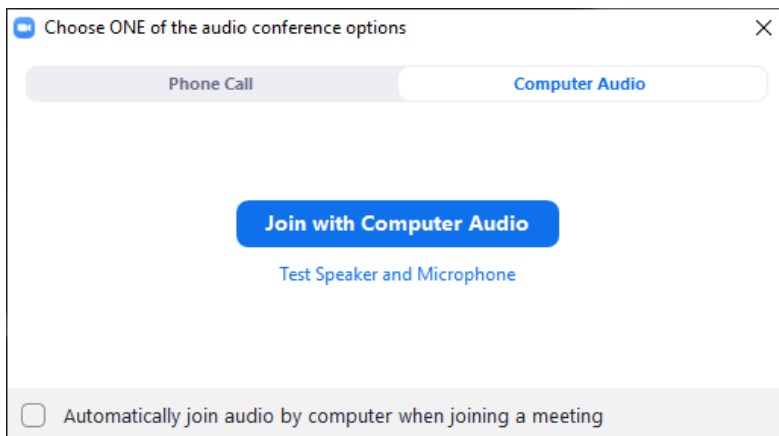 Choose ONE of the audio conference options
Phone Call
Computer Audio
Join with Computer Audio
Test Speaker and Microphone
Automatically join audio by computer when joining a meeting